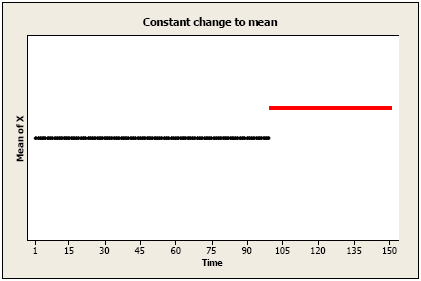 Constant change to mean
Mean of X
1 15 30 45 60 75 90 105 120 135 150
Time